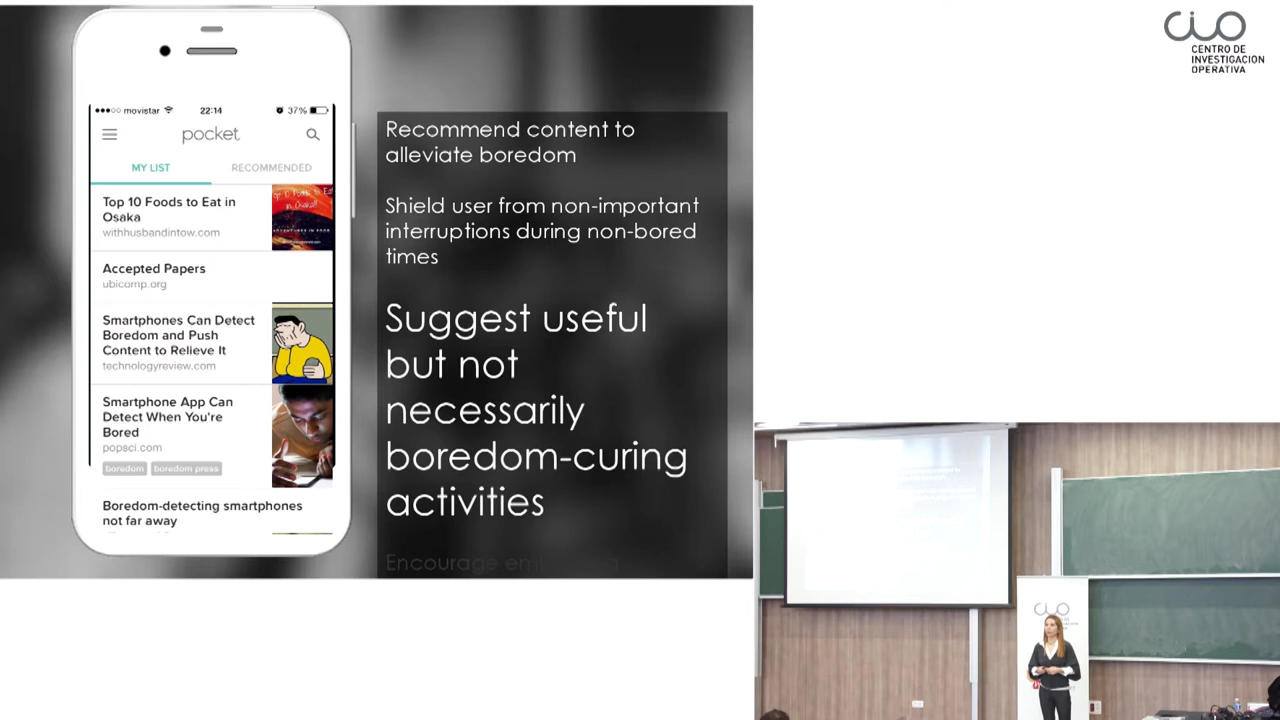 ●●●○○ movistar 22:14 37%
pocket
MY LIST RECOMMENDED
Top 10 Foods to Eat in
Osaka
withhusbandintow.com
Accepted Papers
ubicomp.org
Smartphones Can Detect
Boredom and Push
Content to Relieve It
technologyreview.com
Smartphone App Can
Detect When You're
Bored
popsci.com
boredom boredom press
Boredom-detecting smartphones
not far away
Recommend content to
alleviate boredom
Shield user from non-important
interruptions during non-bored
times
Suggest useful
but not
necessarily
boredom-curing
activities
Encourage
CIO
CENTRO DE
INVESTIGACION
OPERATIVA
CIO